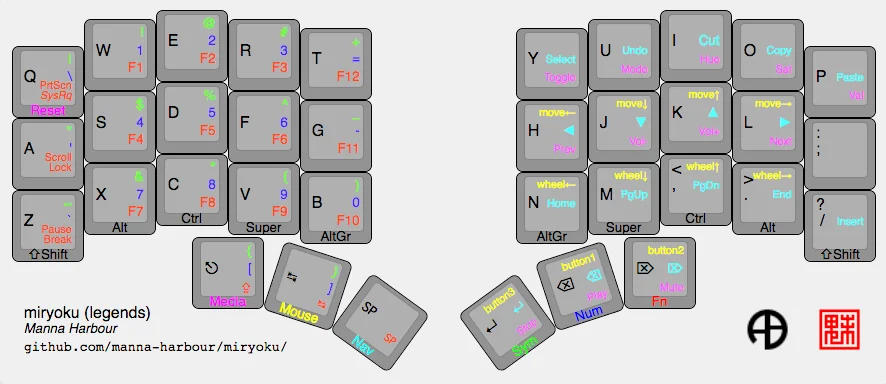 Q | \ PrtScn SysRq Reset
W ! 1 F1
E @ 2 F2
R # 3 F3
T + = F12
Y Select Toggle
U Undo Mode
I Cut Hue
O Copy Sat
P Paste Val
A " ' Scroll Lock
S $ 4 F4
D % 5 F5
F ^ 6 F6
G _ - F11
H move← ◀ Prev
J move↓ ▼ Vol-
K move↑ ▲ Vol+
L move→ ▶ Next
: ;
Z ~ ` Pause Break ⇧Shift
X & 7 F7 Alt
C * 8 F8 Ctrl
V ( 9 F9 Super
B ) 0 F10 AltGr
N wheel← Home AltGr
M wheel↓ PgUp Super
< , wheel↑ PgDn Ctrl
> . wheel→ End Alt
? / Insert ⇧Shift
{ [ Media
} ] Mouse
SP SP Nav
button3 Sym
button1 Play Num
button2 Mute Fn
miryoku (legends)
Manna Harbour
github.com/manna-harbour/miryoku/